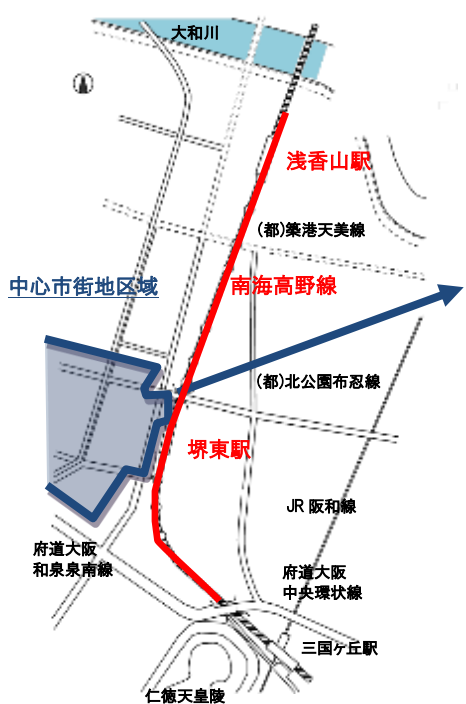 大和川
浅香山駅
(都)築港天美線
南海高野線
中心市街地区域
(都)北公園布忍線
堺東駅
JR 阪和線
府道大阪
和泉泉南線
府道大阪
中央環状線
三国ヶ丘駅
仁徳天皇陵